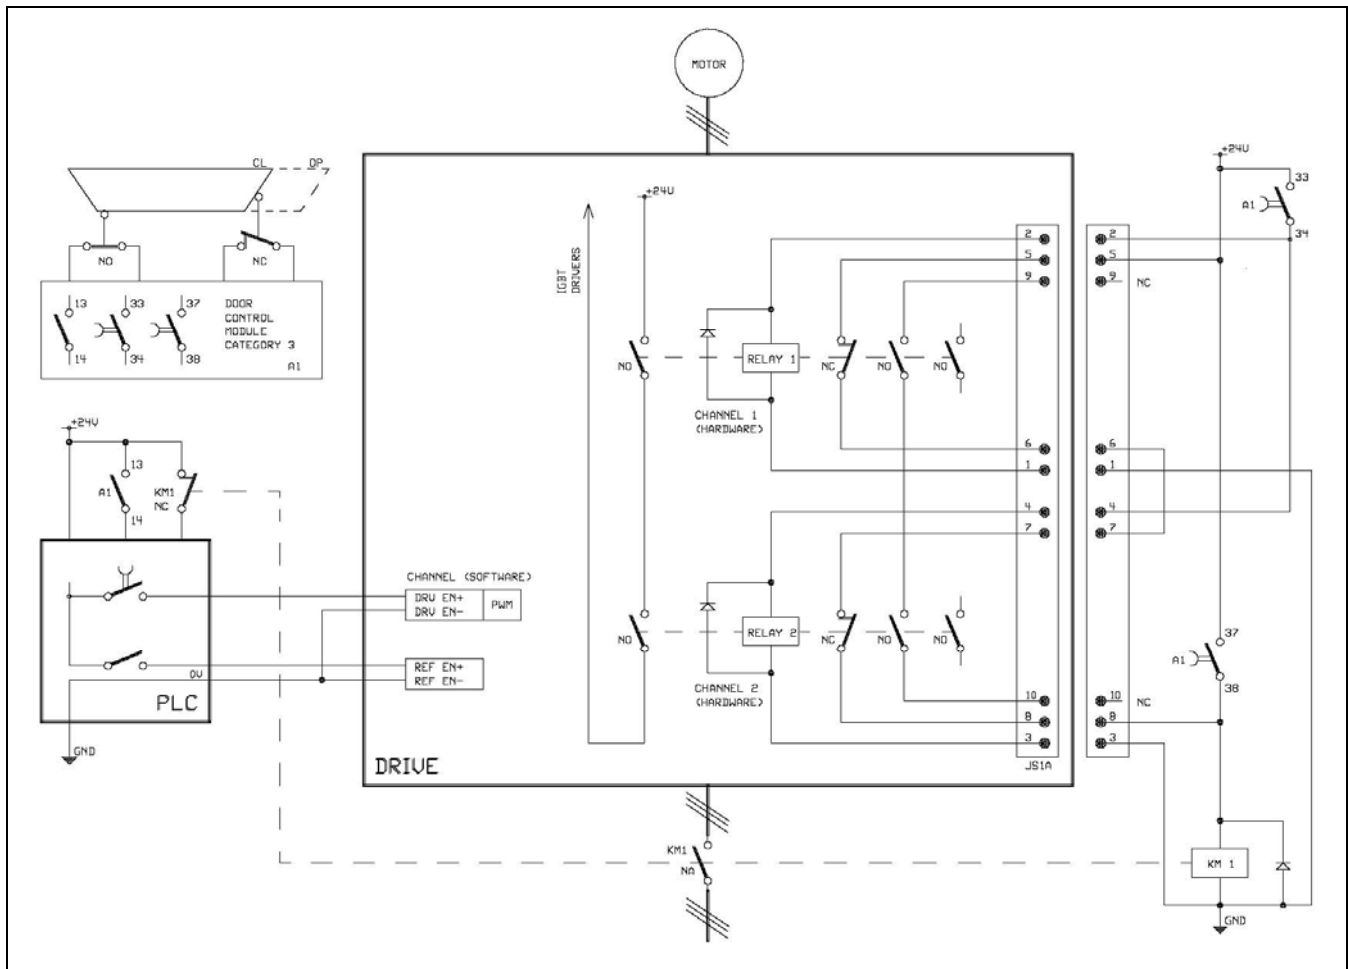 MOTOR
CL OP
NO NC
13 33 37
DOOR
CONTROL
MODULE
CATEGORY 3
14 34 38
A1
+24V
13
A1
14
KM1
NC
PLC
0V
GND
CHANNEL (SOFTWARE)
DRV EN+
DRV EN-
PWM
REF EN+
REF EN-
DRIVE
IGBT
DRIVERS
+24V
NO
RELAY 1
NC
NO
NO
CHANNEL 1
(HARDWARE)
NO
RELAY 2
NC
NO
NO
CHANNEL 2
(HARDWARE)
2
5
9
6
1
4
7
10
8
3
JS1A
2
5
9 NC
6
1
4
7
10 NC
8
3
+24V
33
A1
34
37
A1
38
KM 1
GND
KM1
NA